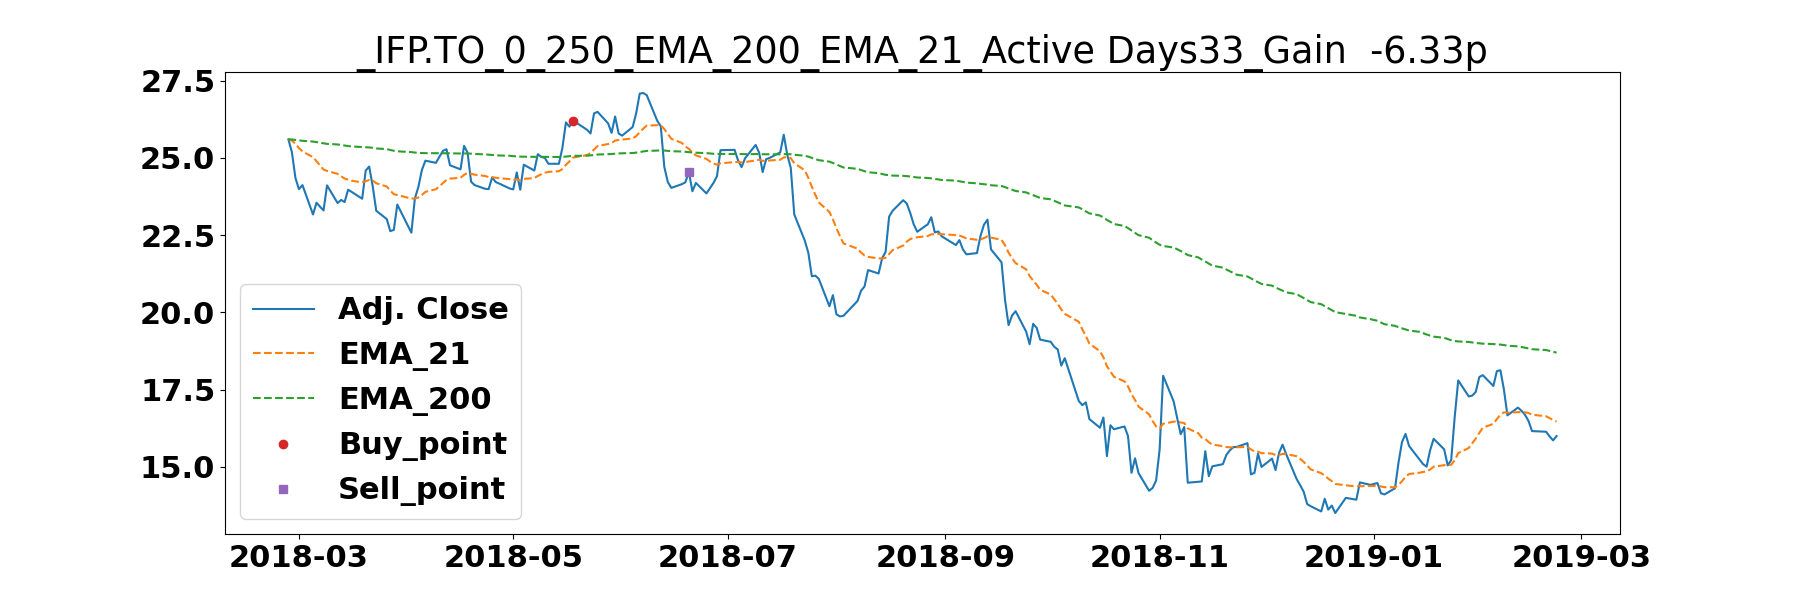 _IFP.TO_0_250_EMA_200_EMA_21_Active Days33_Gain  -6.33p
27.5
25.0
22.5
20.0
17.5
15.0
Adj. Close
EMA_21
EMA_200
Buy_point
Sell_point
2018-03 2018-05 2018-07 2018-09 2018-11 2019-01 2019-03